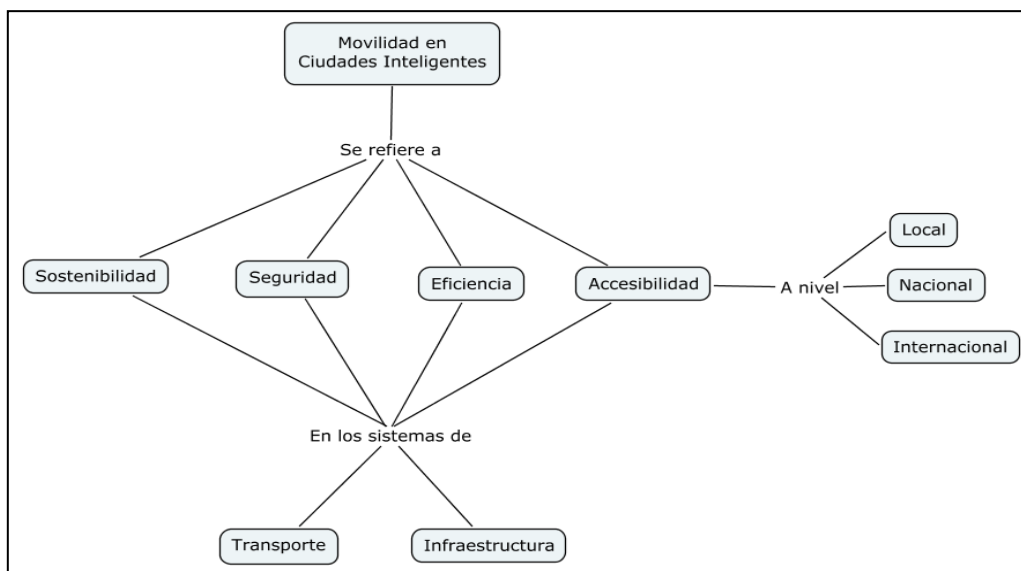 Movilidad en
Ciudades Inteligentes
Se refiere a
Sostenibilidad
Seguridad
Eficiencia
Accesibilidad
A nivel
Local
Nacional
Internacional
En los sistemas de
Transporte
Infraestructura